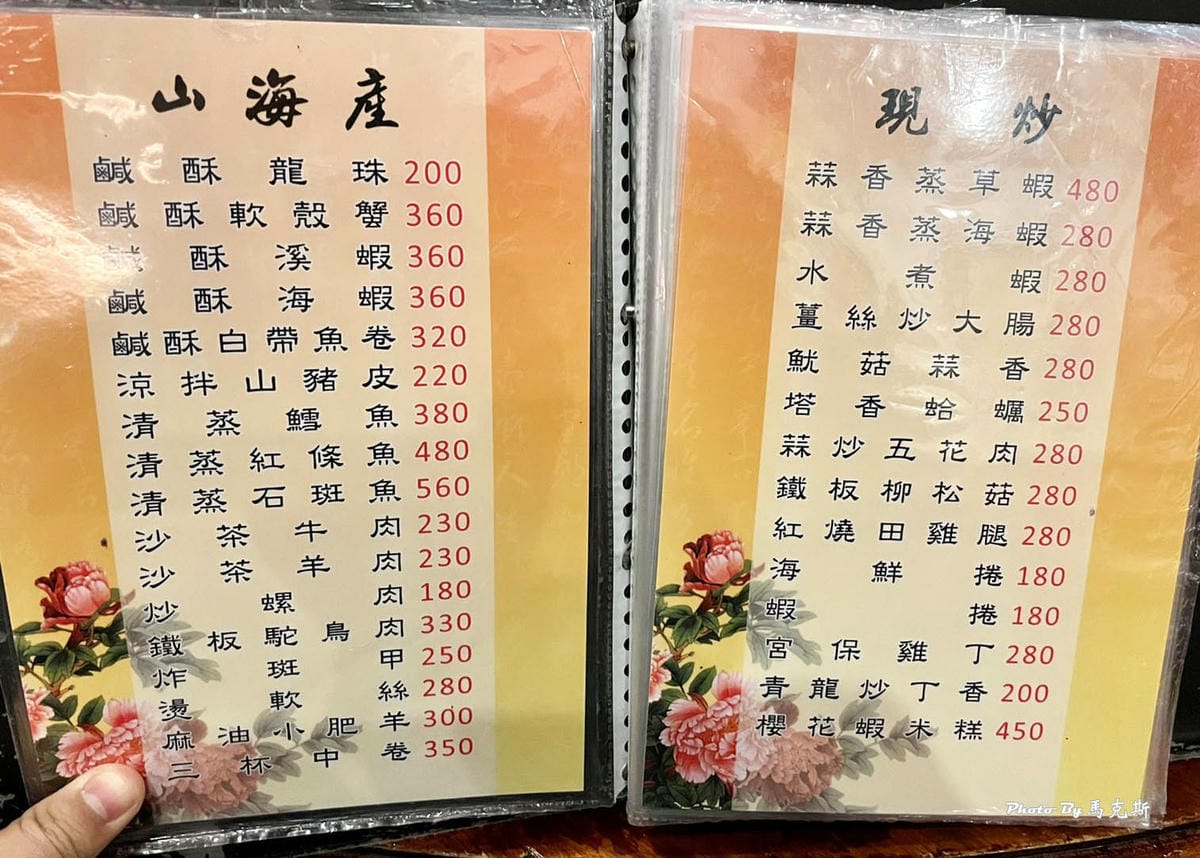 山海產
鹹酥龍珠 200
鹹酥軟殼蟹 360
鹹酥溪蝦 360
鹹酥海蝦 360
鹹酥白帶魚卷 320
涼拌山豬皮 220
清蒸鱈魚 380
清蒸紅條魚 480
清蒸石斑魚 560
沙茶牛肉 230
沙茶羊肉 230
炒螺肉 180
鐵板駝鳥肉 330
炸斑甲 250
燙軟絲 280
麻油小肥羊 300
三杯中卷 350
現炒
蒜香蒸草蝦 480
蒜香蒸海蝦 280
水煮蝦 280
薑絲炒大腸 280
魷菇蒜香 280
塔香蛤蠣 250
蒜炒五花肉 280
鐵板柳松菇 280
紅燒田雞腿 280
海鮮捲 180
蝦捲 180
宮保雞丁 280
青龍炒丁香 200
櫻花蝦米糕 450
Photo By 馬克斯